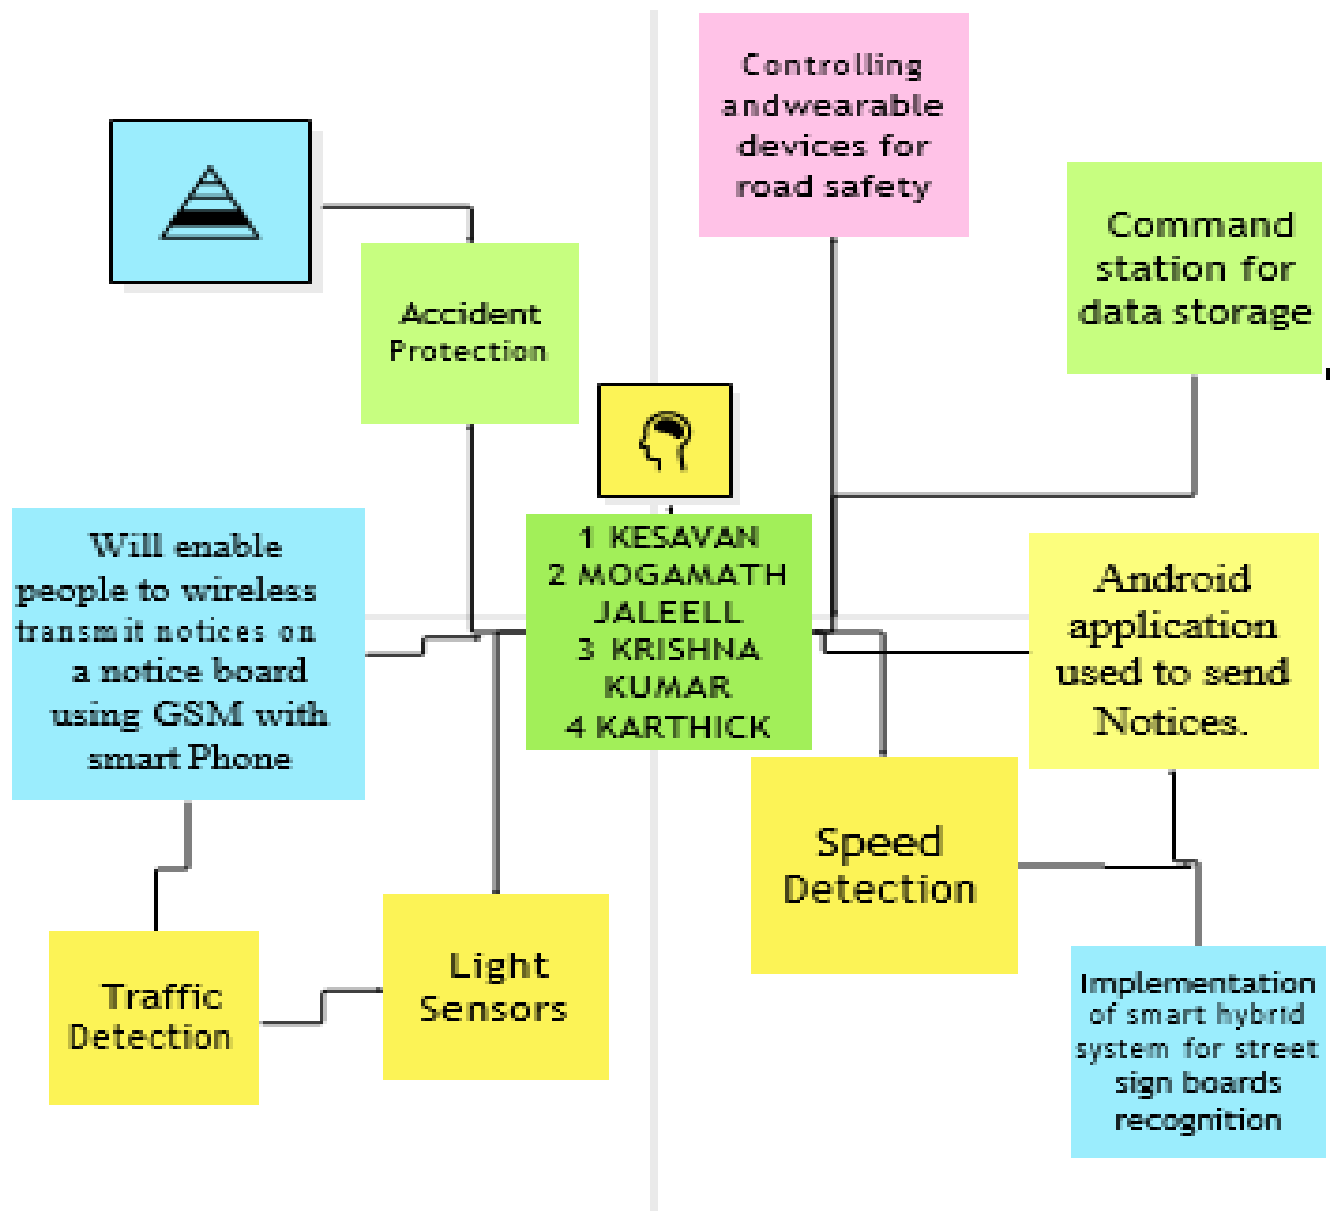 Controlling
andwearable
devices for
road safety
Command
station for
data storage
Accident
Protection
1 KESAVAN
2 MOGAMATH
JALEELL
3 KRISHNA
KUMAR
4 KARTHICK
Will enable
people to wireless
transmit notices on
a notice board
using GSM with
smart Phone
Android
application
used to send
Notices.
Speed
Detection
Light
Sensors
Traffic
Detection
Implementation
of smart hybrid
system for street
sign boards
recognition